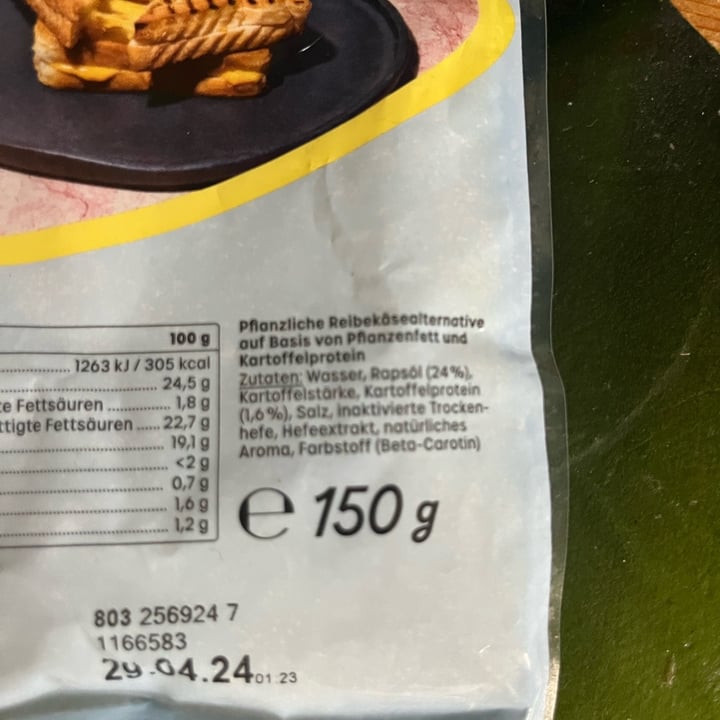 100 g
1263 kJ / 305 kcal
24,5 g
te Fettsäuren 1,8 g
ttigte Fettsäuren 22,7 g
19,1 g
<2 g
0,7 g
1,6 g
1,2 g
Pflanzliche Reibekäsealternative
auf Basis von Pflanzenfett und
Kartoffelprotein
Zutaten: Wasser, Rapsöl (24%),
Kartoffelstärke, Kartoffelprotein
(1,6%), Salz, inaktivierte Trocken-
hefe, Hefeextrakt, natürliches
Aroma, Farbstoff (Beta-Carotin)
e 150 g
803 256924 7
1166583
29.04.24 01.23